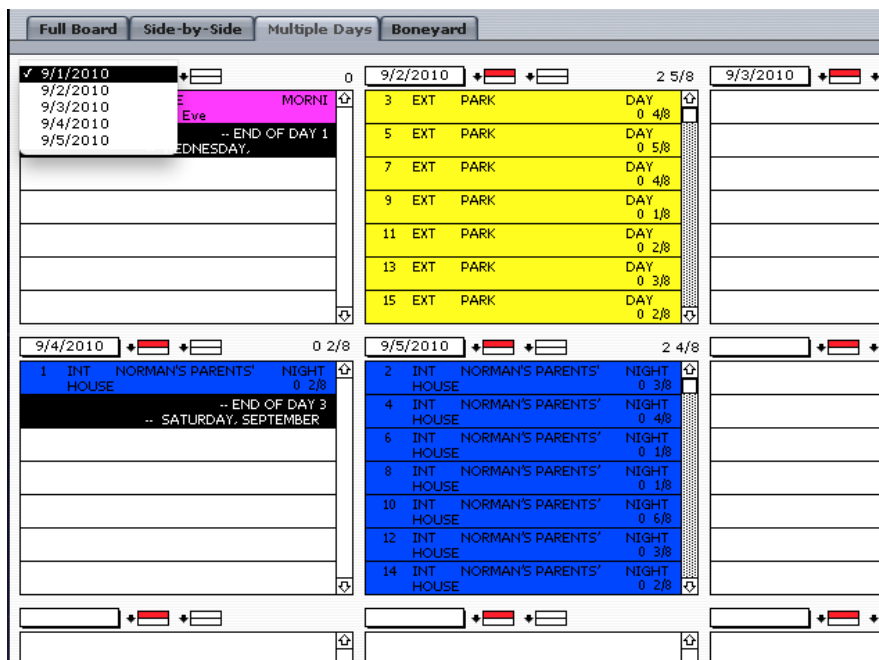 Full Board Side-by-Side Multiple Days Boneyard
✓ 9/1/2010 0
9/2/2010
9/3/2010
9/4/2010
9/5/2010
E MORNI
Eve
-- END OF DAY 1
EDNESDAY,
9/2/2010 2 5/8
3 EXT PARK DAY
0 4/8
5 EXT PARK DAY
0 5/8
7 EXT PARK DAY
0 4/8
9 EXT PARK DAY
0 1/8
11 EXT PARK DAY
0 2/8
13 EXT PARK DAY
0 3/8
15 EXT PARK DAY
0 2/8
9/3/2010
9/4/2010 0 2/8
1 INT NORMAN'S PARENTS' NIGHT
HOUSE 0 2/8
-- END OF DAY 3
-- SATURDAY, SEPTEMBER
9/5/2010 2 4/8
2 INT NORMAN'S PARENTS' NIGHT
HOUSE 0 3/8
4 INT NORMAN'S PARENTS' NIGHT
HOUSE 0 4/8
6 INT NORMAN'S PARENTS' NIGHT
HOUSE 0 1/8
8 INT NORMAN'S PARENTS' NIGHT
HOUSE 0 1/8
10 INT NORMAN'S PARENTS' NIGHT
HOUSE 0 6/8
12 INT NORMAN'S PARENTS' NIGHT
HOUSE 0 3/8
14 INT NORMAN'S PARENTS' NIGHT
HOUSE 0 2/8